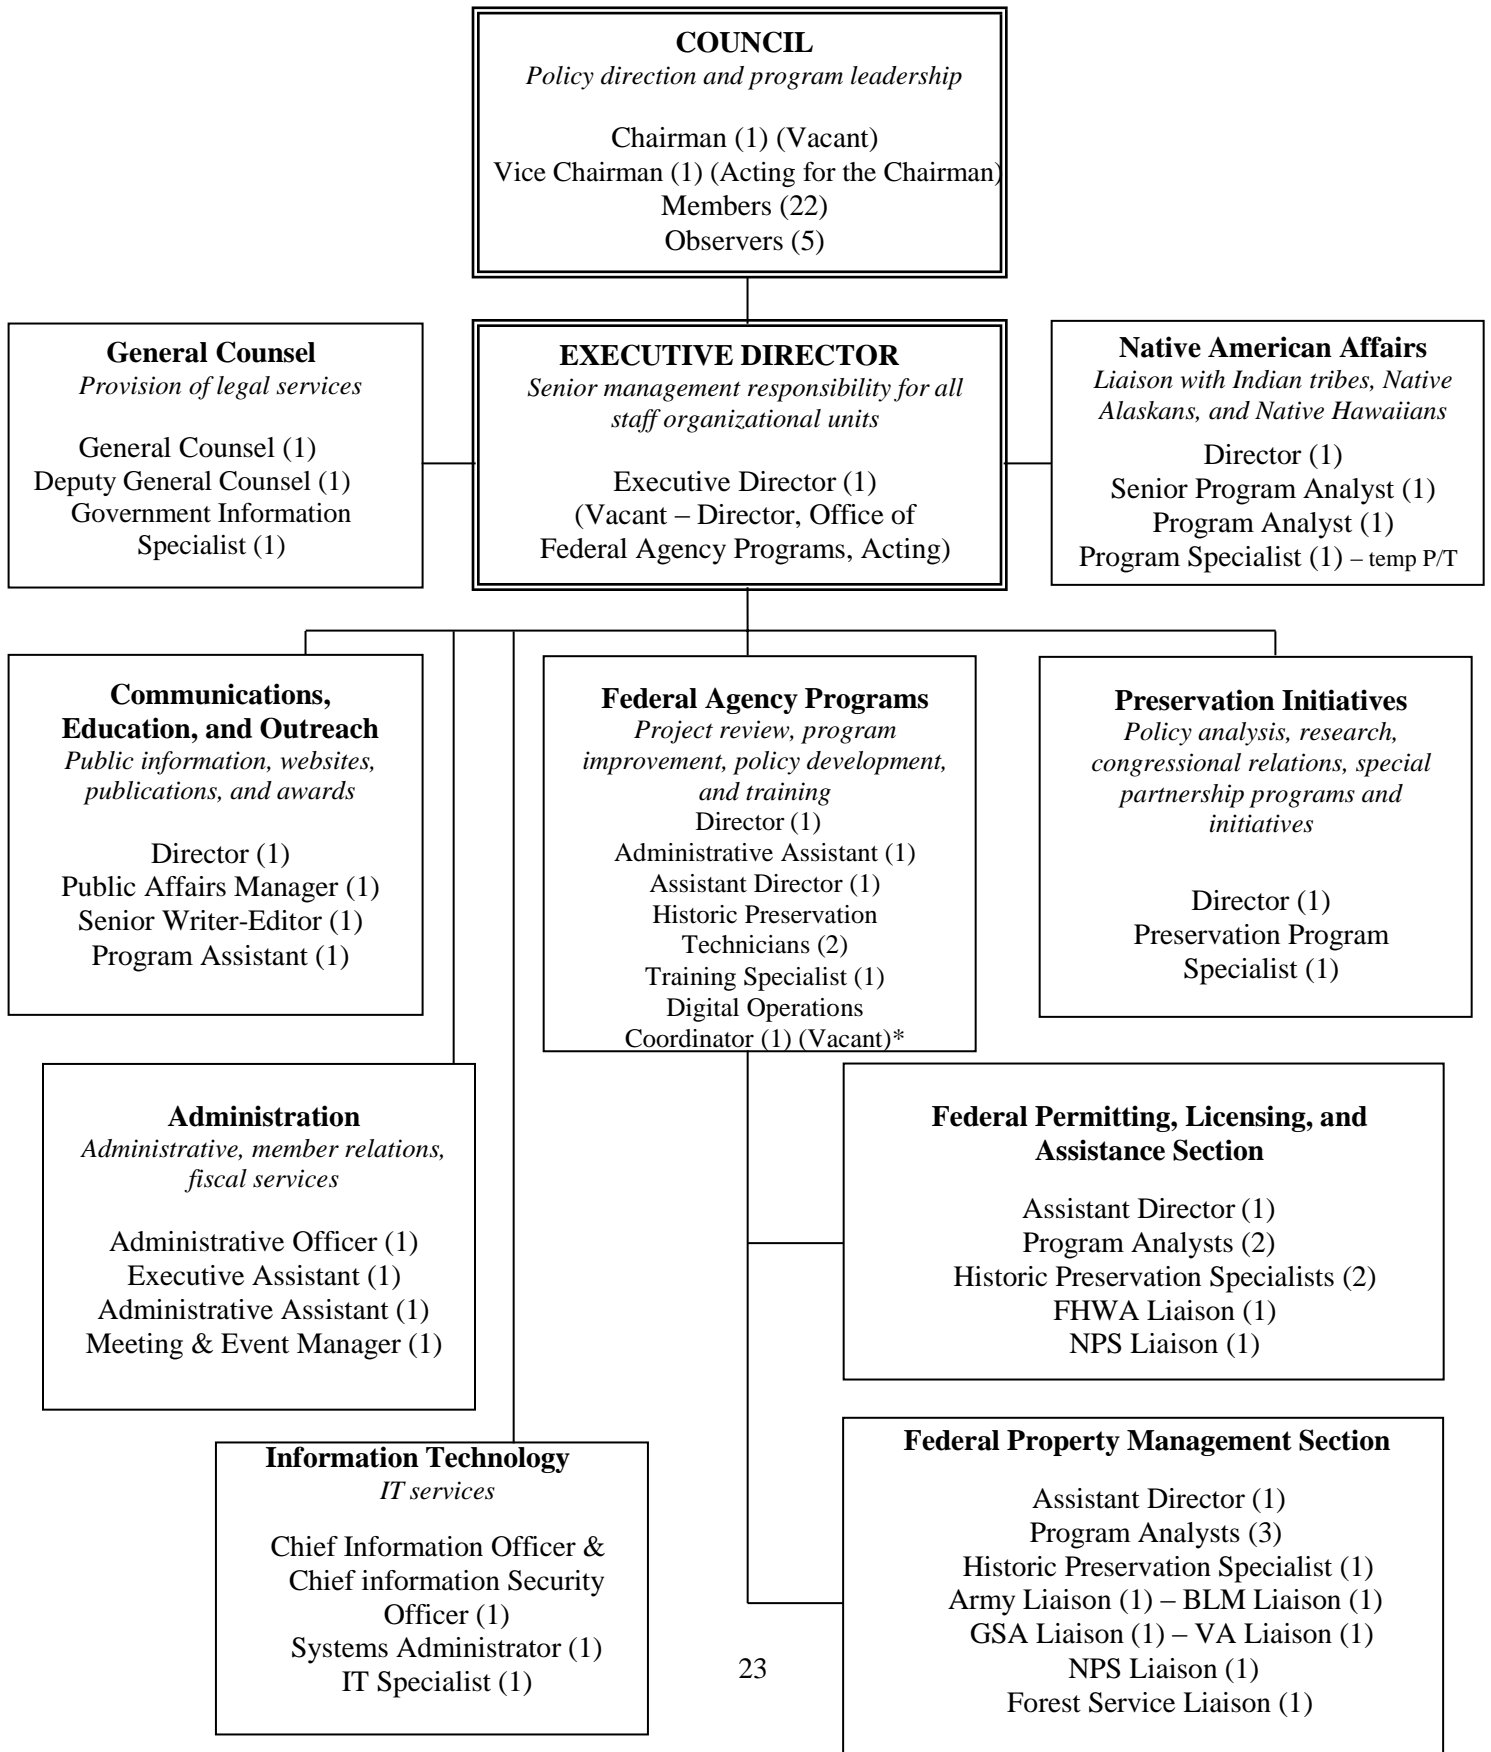 COUNCIL
Policy direction and program leadership
Chairman (1) (Vacant)
Vice Chairman (1) (Acting for the Chairman)
Members (22)
Observers (5)
General Counsel
Provision of legal services
General Counsel (1)
Deputy General Counsel (1)
Government Information
Specialist (1)
EXECUTIVE DIRECTOR
Senior management responsibility for all
staff organizational units
Executive Director (1)
(Vacant – Director, Office of
Federal Agency Programs, Acting)
Native American Affairs
Liaison with Indian tribes, Native
Alaskans, and Native Hawaiians
Director (1)
Senior Program Analyst (1)
Program Analyst (1)
Program Specialist (1) – temp P/T
Communications,
Education, and Outreach
Public information, websites,
publications, and awards
Director (1)
Public Affairs Manager (1)
Senior Writer-Editor (1)
Program Assistant (1)
Federal Agency Programs
Project review, program
improvement, policy development,
and training
Director (1)
Administrative Assistant (1)
Assistant Director (1)
Historic Preservation
Technicians (2)
Training Specialist (1)
Digital Operations
Coordinator (1) (Vacant)*
Preservation Initiatives
Policy analysis, research,
congressional relations, special
partnership programs and
initiatives
Director (1)
Preservation Program
Specialist (1)
Administration
Administrative, member relations,
fiscal services
Administrative Officer (1)
Executive Assistant (1)
Administrative Assistant (1)
Meeting & Event Manager (1)
Federal Permitting, Licensing, and
Assistance Section
Assistant Director (1)
Program Analysts (2)
Historic Preservation Specialists (2)
FHWA Liaison (1)
NPS Liaison (1)
Information Technology
IT services
Chief Information Officer &
Chief information Security
Officer (1)
Systems Administrator (1)
IT Specialist (1)
Federal Property Management Section
Assistant Director (1)
Program Analysts (3)
Historic Preservation Specialist (1)
Army Liaison (1) – BLM Liaison (1)
GSA Liaison (1) – VA Liaison (1)
NPS Liaison (1)
Forest Service Liaison (1)
23